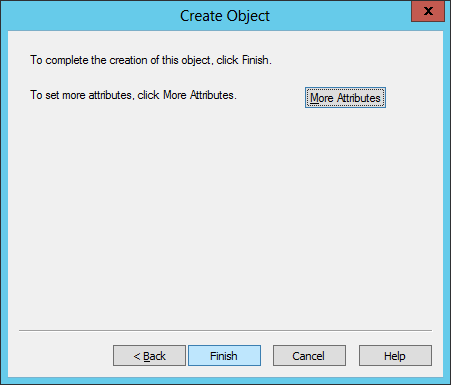 Create Object
x
To complete the creation of this object, click Finish.
To set more attributes, click More Attributes.
More Attributes
< Back
Finish
Cancel
Help